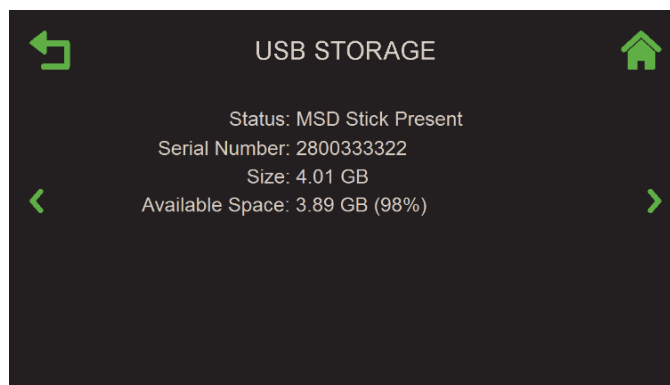 USB STORAGE
Status: MSD Stick Present
Serial Number: 2800333322
Size: 4.01 GB
Available Space: 3.89 GB (98%)